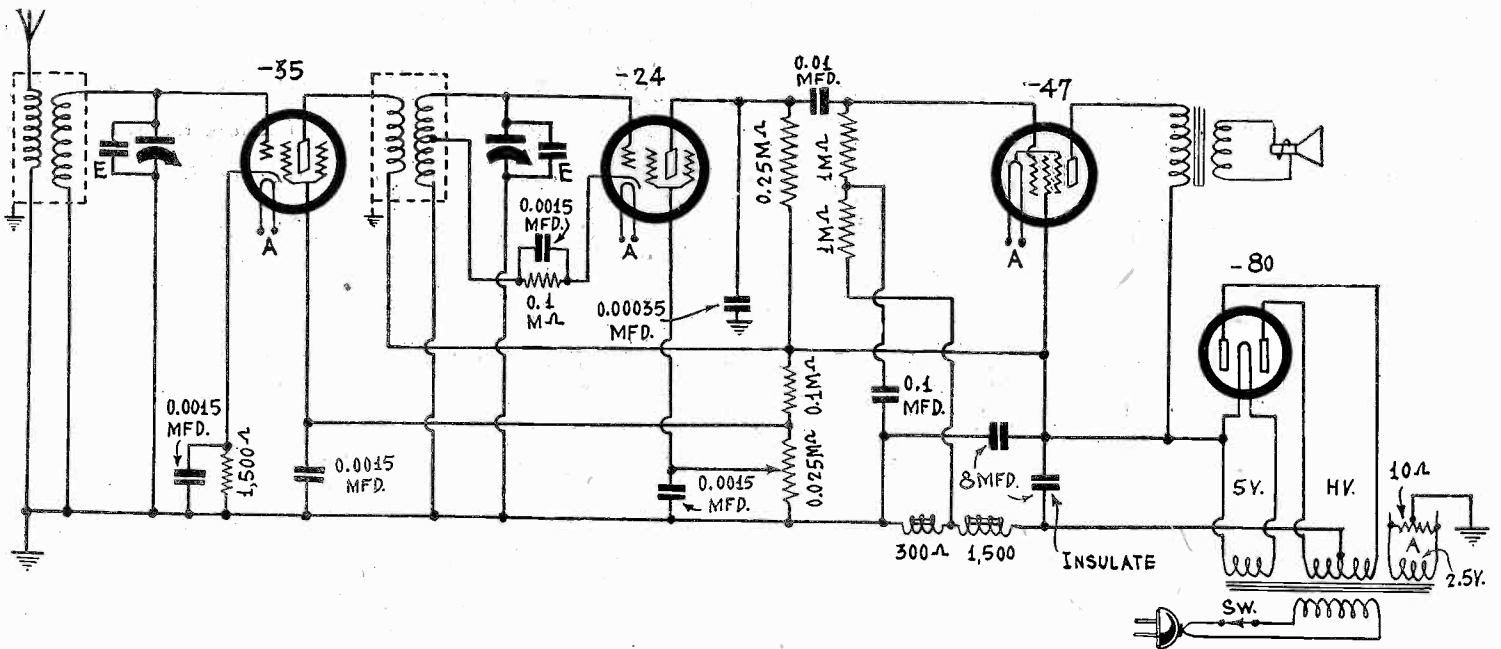 -35
-24
0.01
MFD.
-47
E
E
0.25MΩ
1MΩ
1MΩ
0.0015
MFD.
A
A
A
0.1
MΩ
0.00035
MFD.
-80
0.0015
MFD.
1,500Ω
0.0015
MFD.
0.1MΩ
0.025MΩ
0.1
MFD.
0.0015
MFD.
8MFD.
5V.
HV.
10Ω
A
2.5V.
300Ω
1,500
INSULATE
SW.